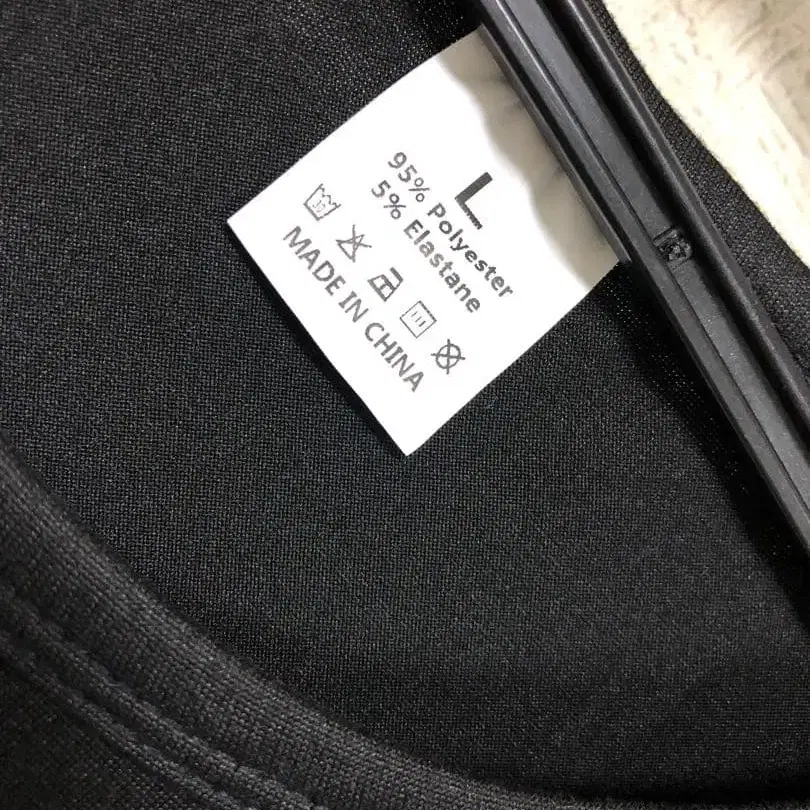 L
95% Polyester
5% Elastane
MADE IN CHINA